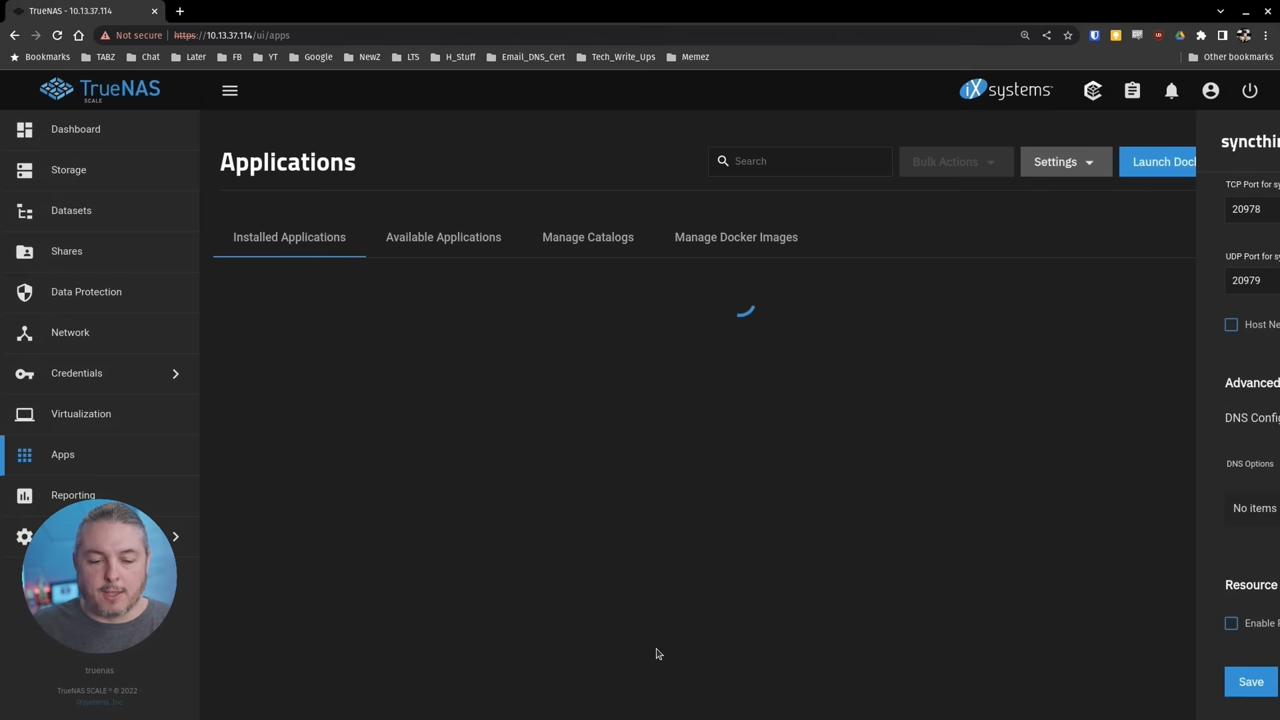 TrueNAS - 10.13.37.114
Not secure
https://10.13.37.114/ui/apps
Bookmarks
TABZ
Chat
Later
FB
YT
Google
NewZ
LTS
H_Stuff
Email_DNS_Cert
Tech_Write_Ups
Memez
Other bookmarks
TrueNAS
SCALE
iX systems
Dashboard
Storage
Datasets
Shares
Data Protection
Network
Credentials
Virtualization
Apps
Reporting
truenas
TrueNAS SCALE ® © 2022 -
iXsystems, Inc
Applications
Search
Bulk Actions
Settings
Launch Dock
Installed Applications
Available Applications
Manage Catalogs
Manage Docker Images
syncthin
TCP Port for sy
20978
UDP Port for sy
20979
Host Ne
Advanced
DNS Config
DNS Options
No items
Resource
Enable P
Save